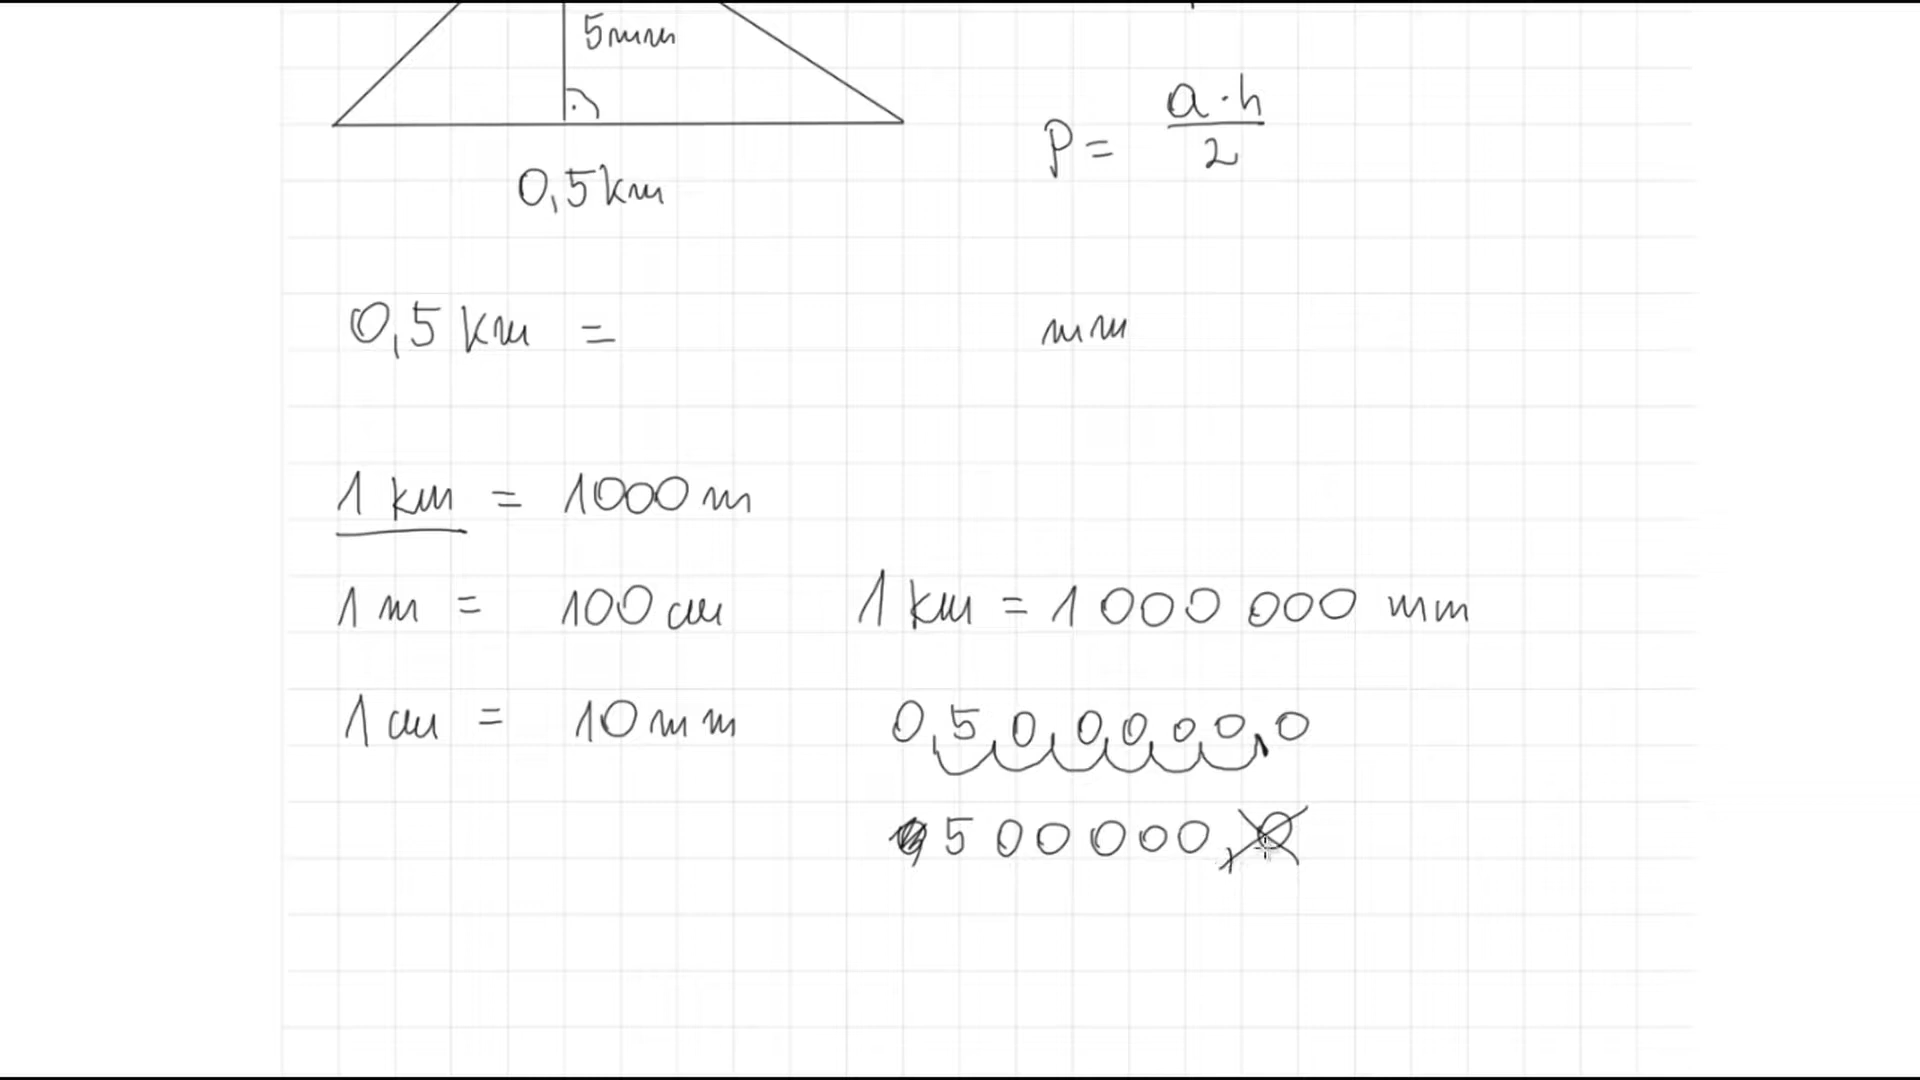 5mm
P = a·h / 2
0,5km
0,5 km = mm
1 km = 1000 m
1 m = 100 cm 1 km = 1 000 000 mm
1 cm = 10 mm 0,5,0,0,0,0,0,0
500000,0